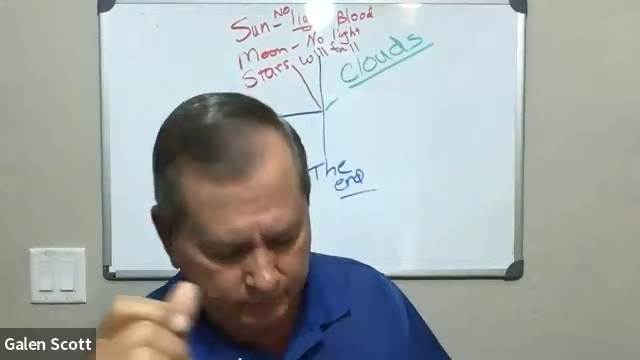 Sun - No light Blood
Moon - No light
Stars will fall
Clouds
The
end
Galen Scott